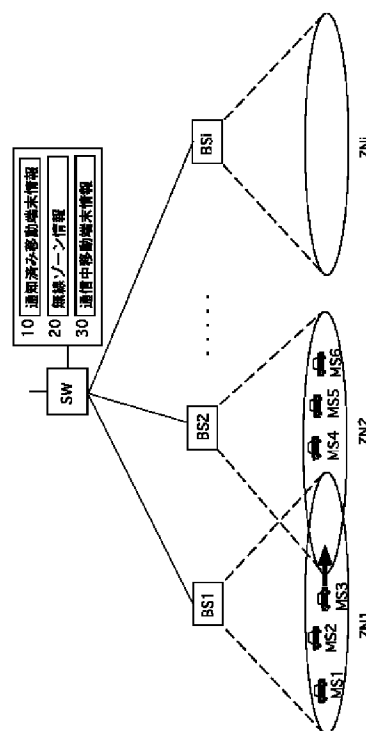 10 通知済み移動端末情報
20 無線ゾーン情報
30 通信中移動端末情報
SW
BS1
BS2
.....
BSi
MS1
MS2
MS3
MS4
MS5
MS6
ZN1
ZN2
ZNi